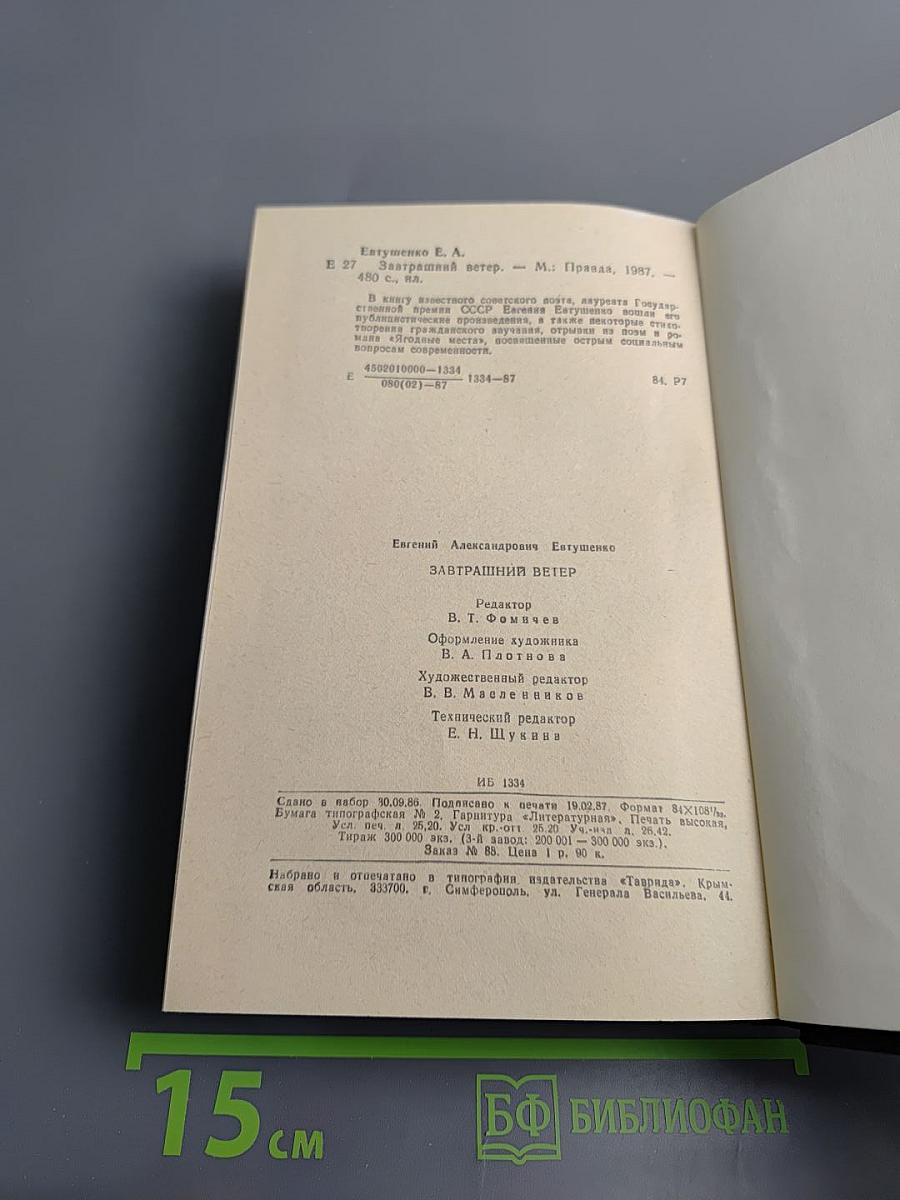 Евтушенко Е. А.
Е 27 Завтрашний ветер. — М.: Правда, 1987. —
480 с., ил.
В книгу известного советского поэта, лауреата Государ-
ственной премии СССР Евгения Евтушенко вошли его
публицистические произведения, а также некоторые стихо-
творения гражданского звучания, отрывки из поэм и ро-
мана «Ягодные места», посвященные острым социальным
вопросам современности.
4502010000—1334
Е 1334—87 84. Р7
080(02)—87
Евгений Александрович Евтушенко
ЗАВТРАШНИЙ ВЕТЕР
Редактор
В. Т. Фомичев
Оформление художника
В. А. Плотнова
Художественный редактор
В. В. Масленников
Технический редактор
Е. Н. Щукина
ИБ 1334
Сдано в набор 30.09.86. Подписано к печати 19.02.87. Формат 84×108¹/₃₂.
Бумага типографская № 2. Гарнитура «Литературная». Печать высокая.
Усл. печ. л. 25,20. Усл. кр.-отт. 25.20 Уч.-изд. л. 26,42.
Тираж 300 000 экз. (3-й завод: 200 001 — 300 000 экз.).
Заказ № 88. Цена 1 р. 90 к.
Набрано и отпечатано в типографии издательства «Таврида». Крым-
ская область, 333700, г. Симферополь, ул. Генерала Васильева, 44.
15 см
БФ БИБЛИОФАН